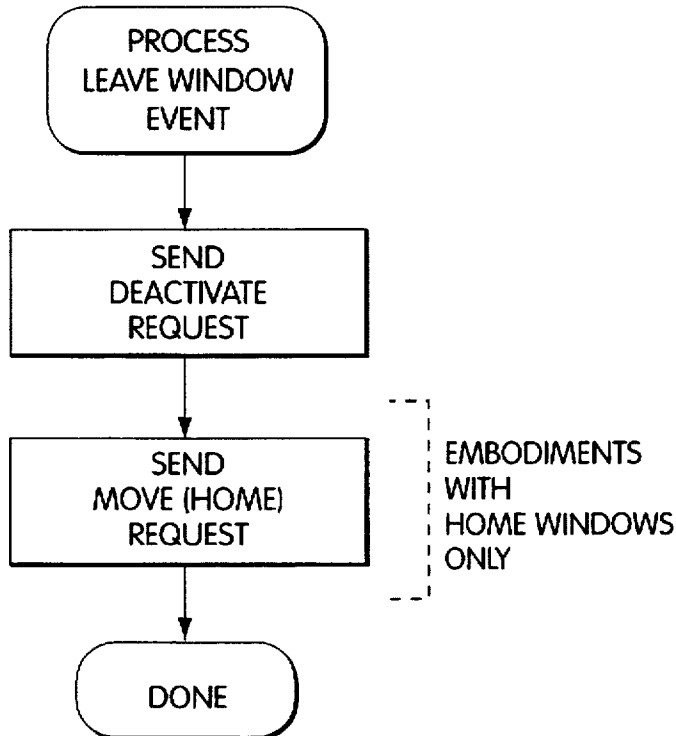 PROCESS
LEAVE WINDOW
EVENT
SEND
DEACTIVATE
REQUEST
SEND
MOVE (HOME)
REQUEST
EMBODIMENTS
WITH
HOME WINDOWS
ONLY
DONE